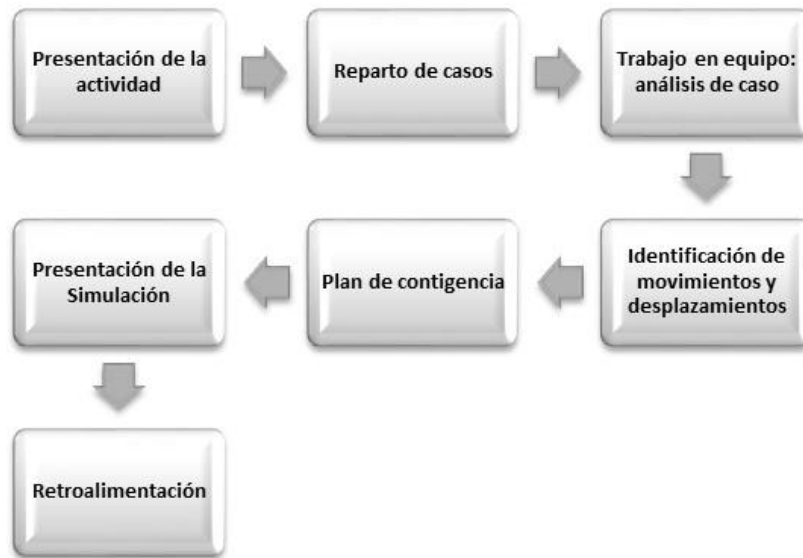 Presentación de la
actividad
Reparto de casos
Trabajo en equipo:
análisis de caso
Identificación de
movimientos y
desplazamientos
Plan de contigencia
Presentación de la
Simulación
Retroalimentación